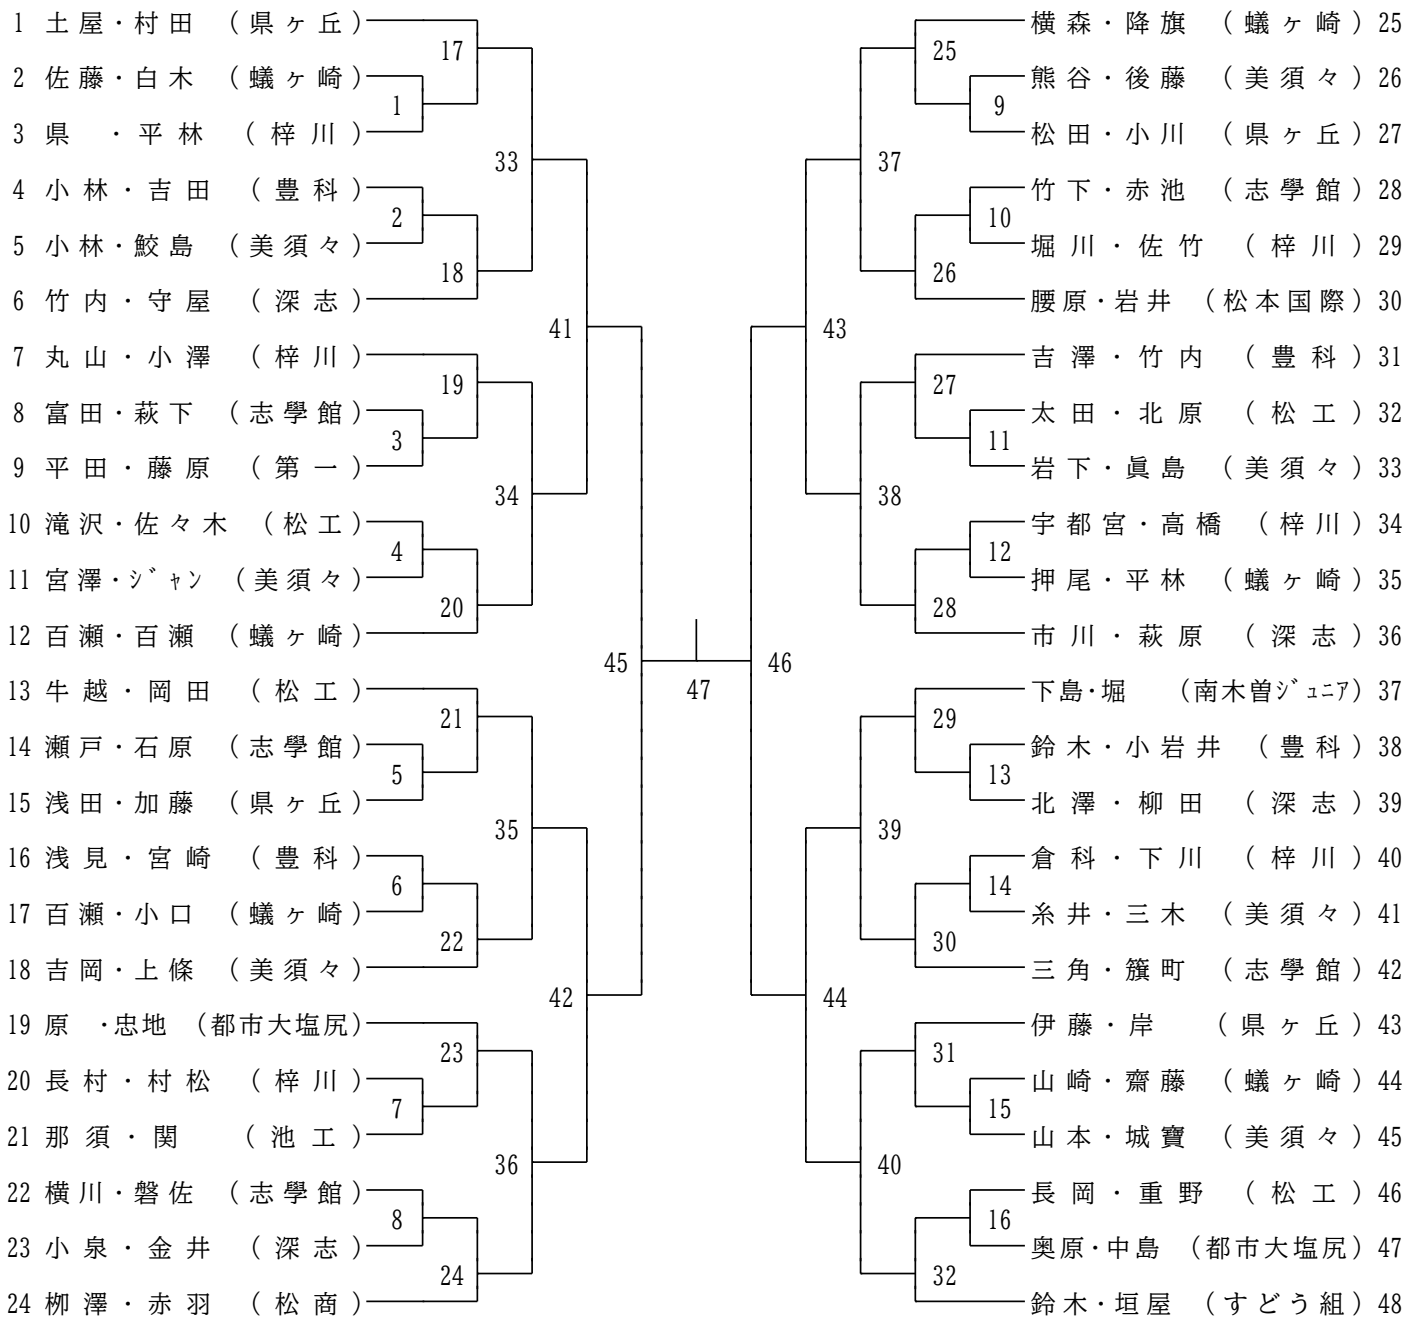 1 土屋・村田 （県ヶ丘）
2 佐藤・白木 （蟻ヶ崎）
3 県 ・平林 （梓川）
4 小林・吉田 （豊科）
5 小林・鮫島 （美須々）
6 竹内・守屋 （深志）
7 丸山・小澤 （梓川）
8 富田・萩下 （志學館）
9 平田・藤原 （第一）
10 滝沢・佐々木 （松工）
11 宮澤・ｼﾞｬﾝ （美須々）
12 百瀬・百瀬 （蟻ヶ崎）
13 牛越・岡田 （松工）
14 瀬戸・石原 （志學館）
15 浅田・加藤 （県ヶ丘）
16 浅見・宮崎 （豊科）
17 百瀬・小口 （蟻ヶ崎）
18 吉岡・上條 （美須々）
19 原 ・忠地 （都市大塩尻）
20 長村・村松 （梓川）
21 那須・関 （池工）
22 横川・磐佐 （志學館）
23 小泉・金井 （深志）
24 栁澤・赤羽 （松商）
17
1
33
2
18
41
19
3
34
4
20
45
21
5
35
6
22
42
23
7
36
8
24
47
25
9
37
10
26
43
27
11
38
12
28
46
29
13
39
14
30
44
31
15
40
16
32
横森・降旗 （蟻ヶ崎） 25
熊谷・後藤 （美須々） 26
松田・小川 （県ヶ丘） 27
竹下・赤池 （志學館） 28
堀川・佐竹 （梓川） 29
腰原・岩井 （松本国際） 30
吉澤・竹内 （豊科） 31
太田・北原 （松工） 32
岩下・眞島 （美須々） 33
宇都宮・高橋 （梓川） 34
押尾・平林 （蟻ヶ崎） 35
市川・萩原 （深志） 36
下島・堀 （南木曽ｼﾞｭﾆｱ） 37
鈴木・小岩井 （豊科） 38
北澤・柳田 （深志） 39
倉科・下川 （梓川） 40
糸井・三木 （美須々） 41
三角・籏町 （志學館） 42
伊藤・岸 （県ヶ丘） 43
山崎・齋藤 （蟻ヶ崎） 44
山本・城寶 （美須々） 45
長岡・重野 （松工） 46
奥原・中島 （都市大塩尻） 47
鈴木・垣屋 （すどう組） 48